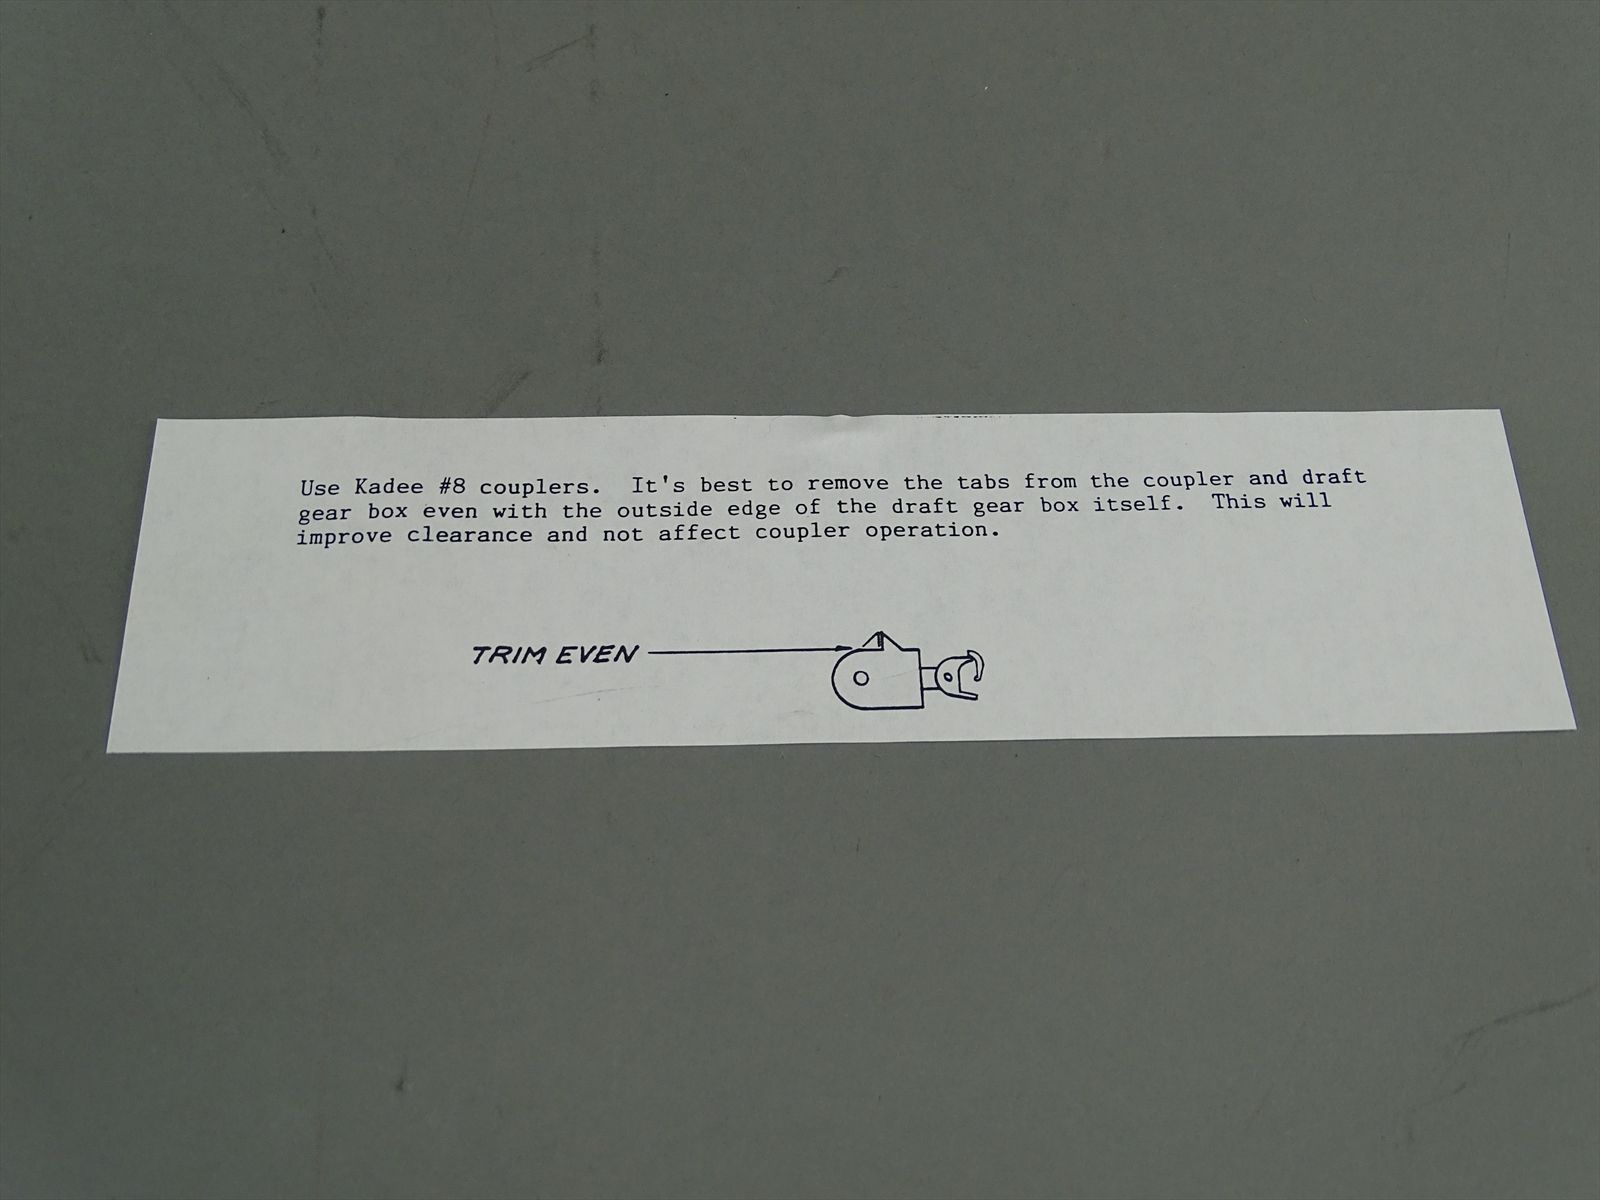 Use Kadee #8 couplers.  It's best to remove the tabs from the coupler and draft
gear box even with the outside edge of the draft gear box itself.  This will
improve clearance and not affect coupler operation.
TRIM EVEN